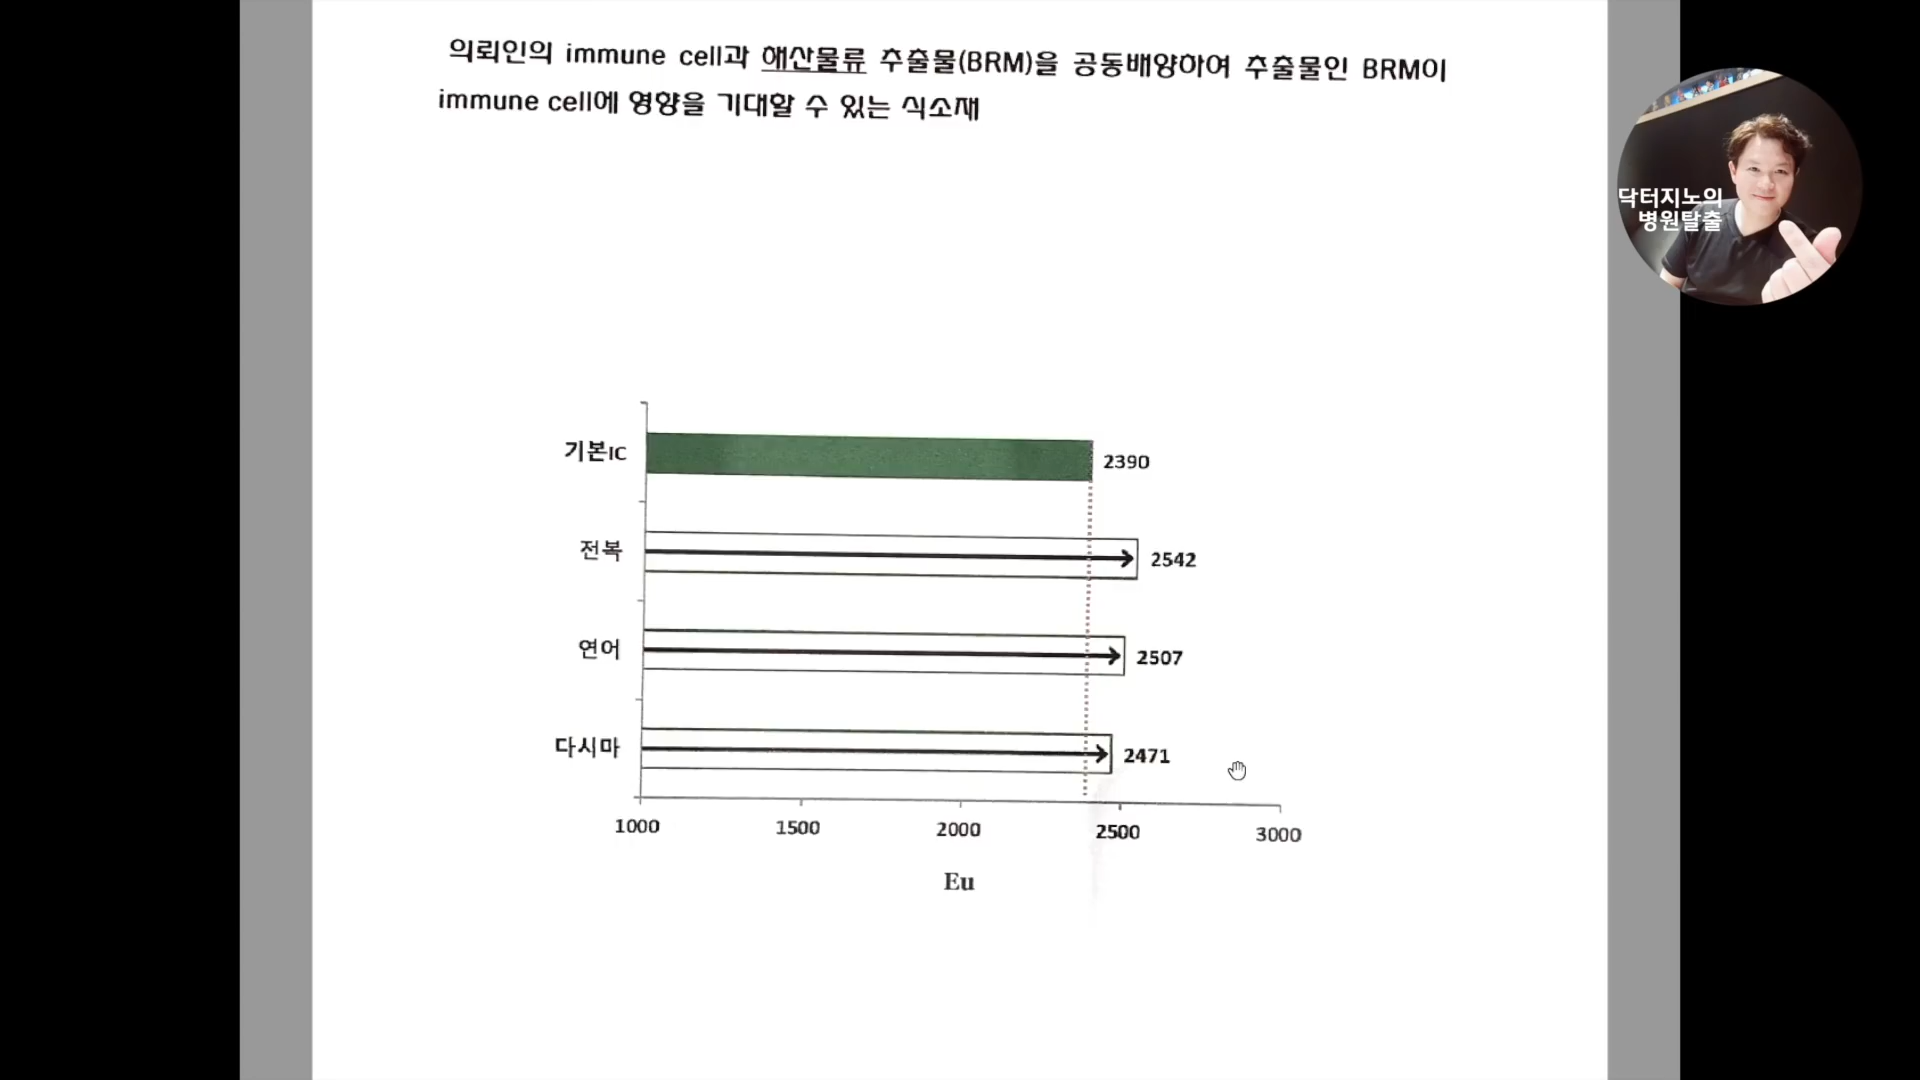 의뢰인의 immune cell과 해산물류 추출물(BRM)을 공동배양하여 추출물인 BRM이
immune cell에 영향을 기대할 수 있는 식소재
닥터지노의
병원탈출
기본IC
2390
전복
2542
연어
2507
다시마
2471
1000 1500 2000 2500 3000
Eu